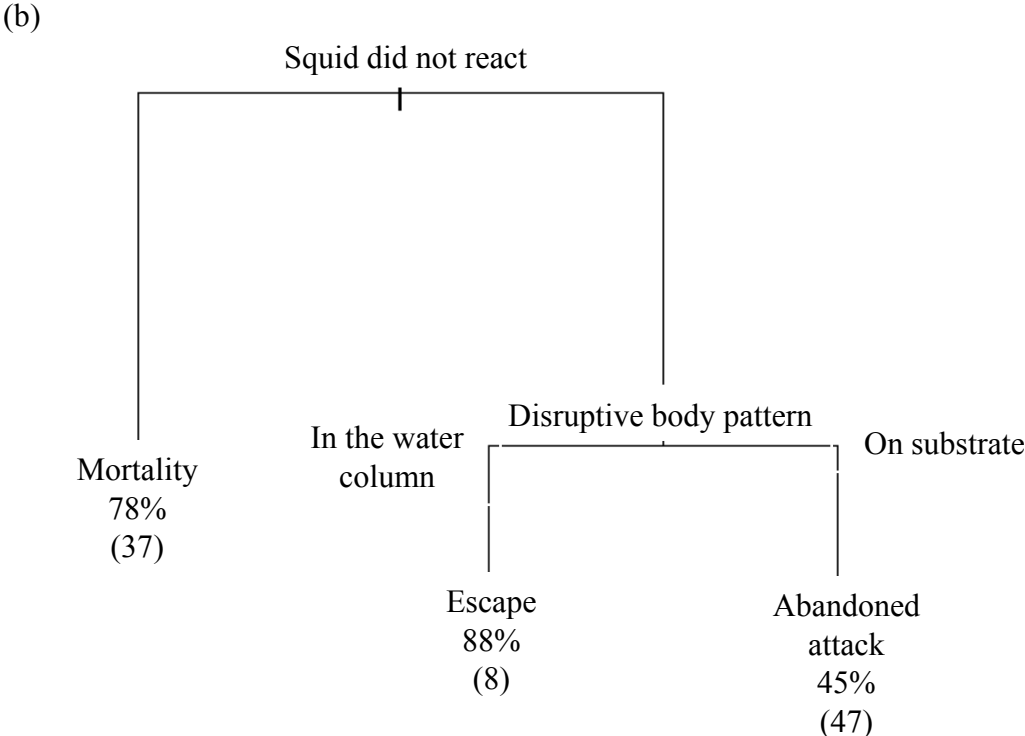 (b)
Squid did not react
Mortality
78%
(37)
Disruptive body pattern
In the water
column
On substrate
Escape
88%
(8)
Abandoned
attack
45%
(47)